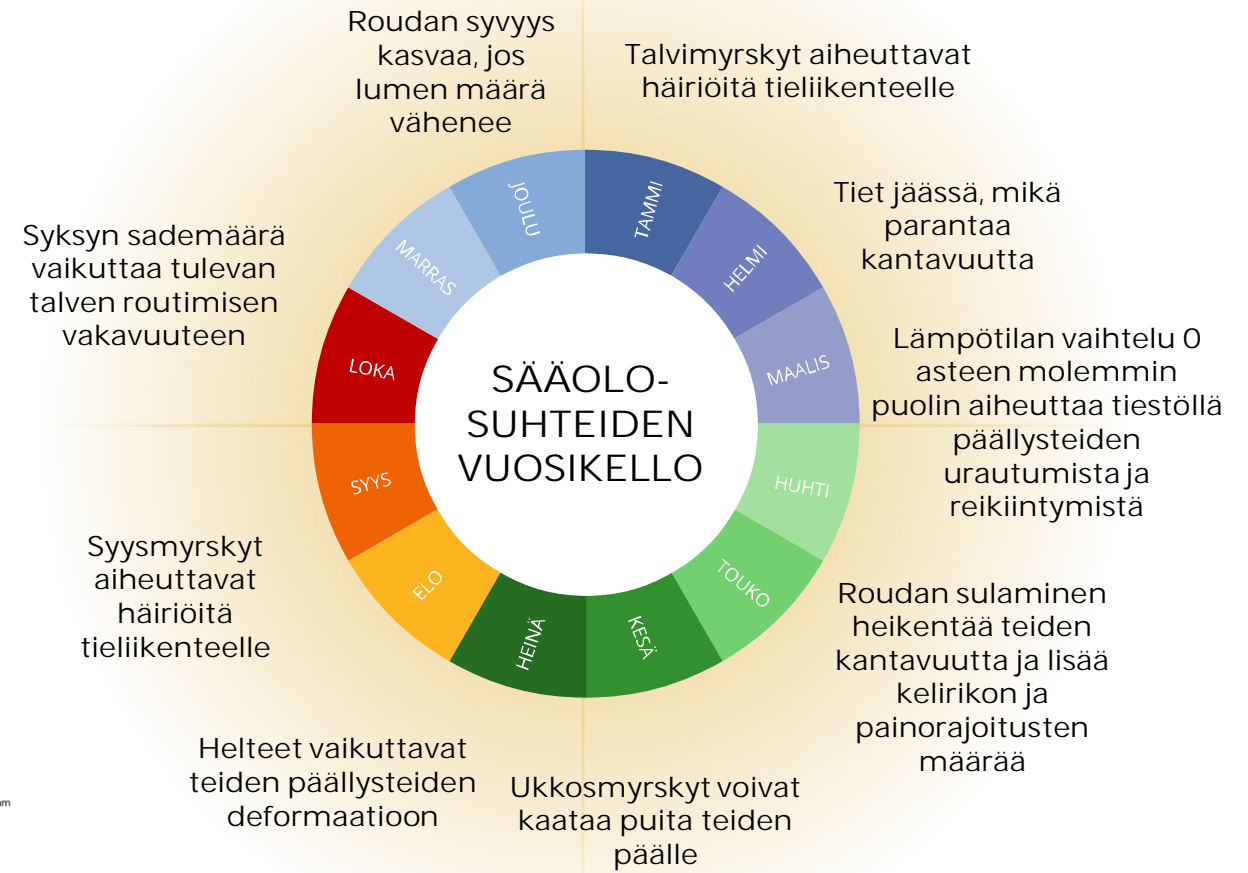 Roudan syvyys
kasvaa, jos
lumen määrä
vähenee
Talvimyrskyt aiheuttavat
häiriöitä tieliikenteelle
Tiet jäässä, mikä
parantaa
kantavuutta
Lämpötilan vaihtelu 0
asteen molemmin
puolin aiheuttaa tiestöllä
päällysteiden
urautumista ja
reikiintymistä
Roudan sulaminen
heikentää teiden
kantavuutta ja lisää
kelirikon ja
painorajoitusten
määrää
Ukkosmyrskyt voivat
kaataa puita teiden
päälle
Helteet vaikuttavat
teiden päällysteiden
deformaatioon
Syysmyrskyt
aiheuttavat
häiriöitä
tieliikenteelle
Syksyn sademäärä
vaikuttaa tulevan
talven routimisen
vakavuuteen
TAMMI
HELMI
MAALIS
HUHTI
TOUKO
KESÄ
HEINÄ
ELO
SYYS
LOKA
MARRAS
JOULU
SÄÄOLO-
SUHTEIDEN
VUOSIKELLO